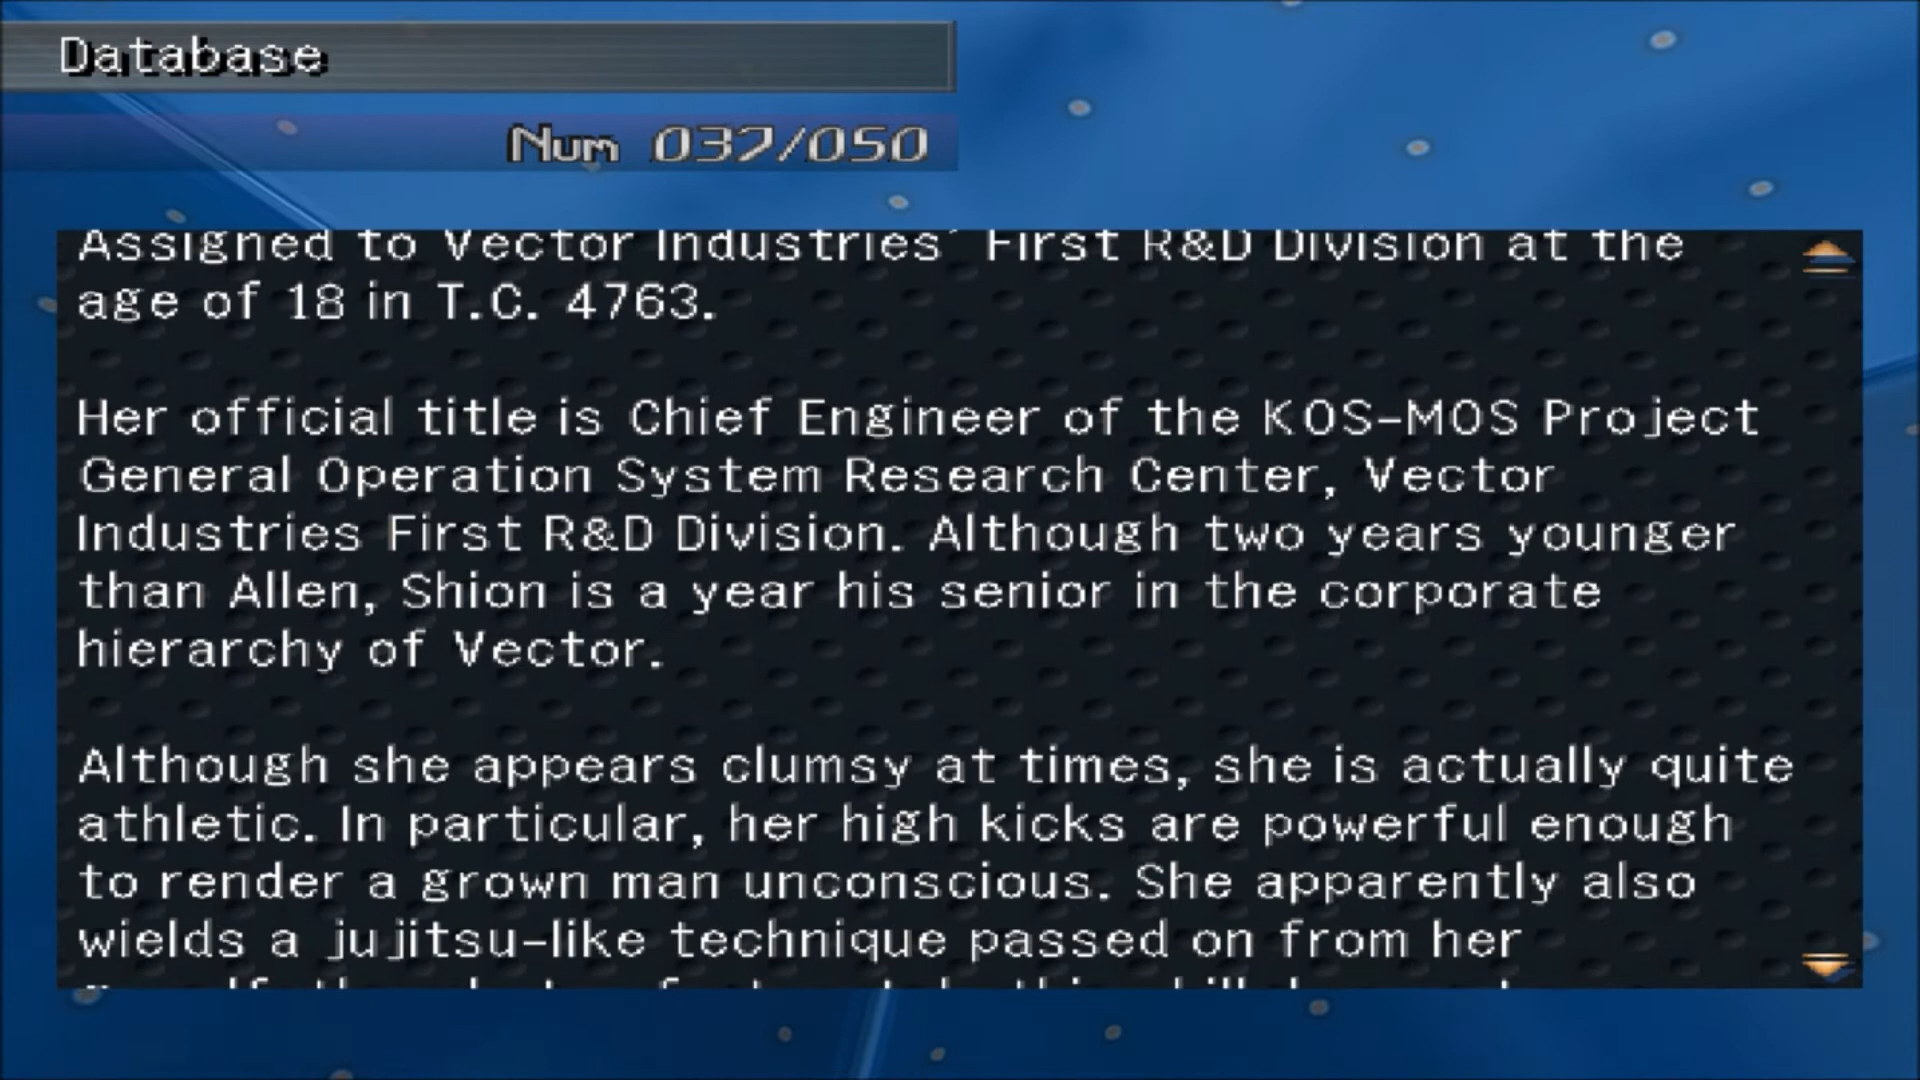 Database
Num 037/050
Assigned to Vector Industries' First R&D Division at the
age of 18 in T.C. 4763.
Her official title is Chief Engineer of the KOS-MOS Project
General Operation System Research Center, Vector
Industries First R&D Division. Although two years younger
than Allen, Shion is a year his senior in the corporate
hierarchy of Vector.
Although she appears clumsy at times, she is actually quite
athletic. In particular, her high kicks are powerful enough
to render a grown man unconscious. She apparently also
wields a jujitsu-like technique passed on from her